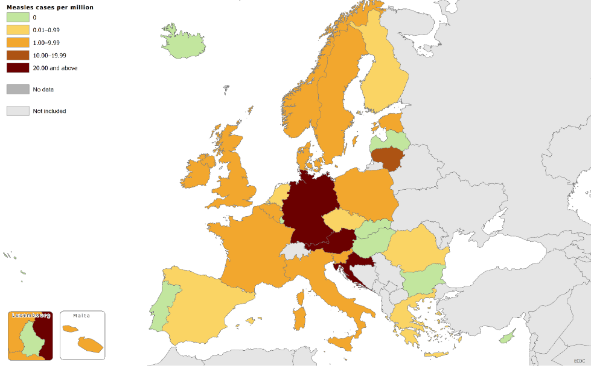 Measles cases per million
0
0.01-0.99
1.00-9.99
10.00-19.99
20.00 and above
No data
Not included
Luxembourg
Malta
ECDC